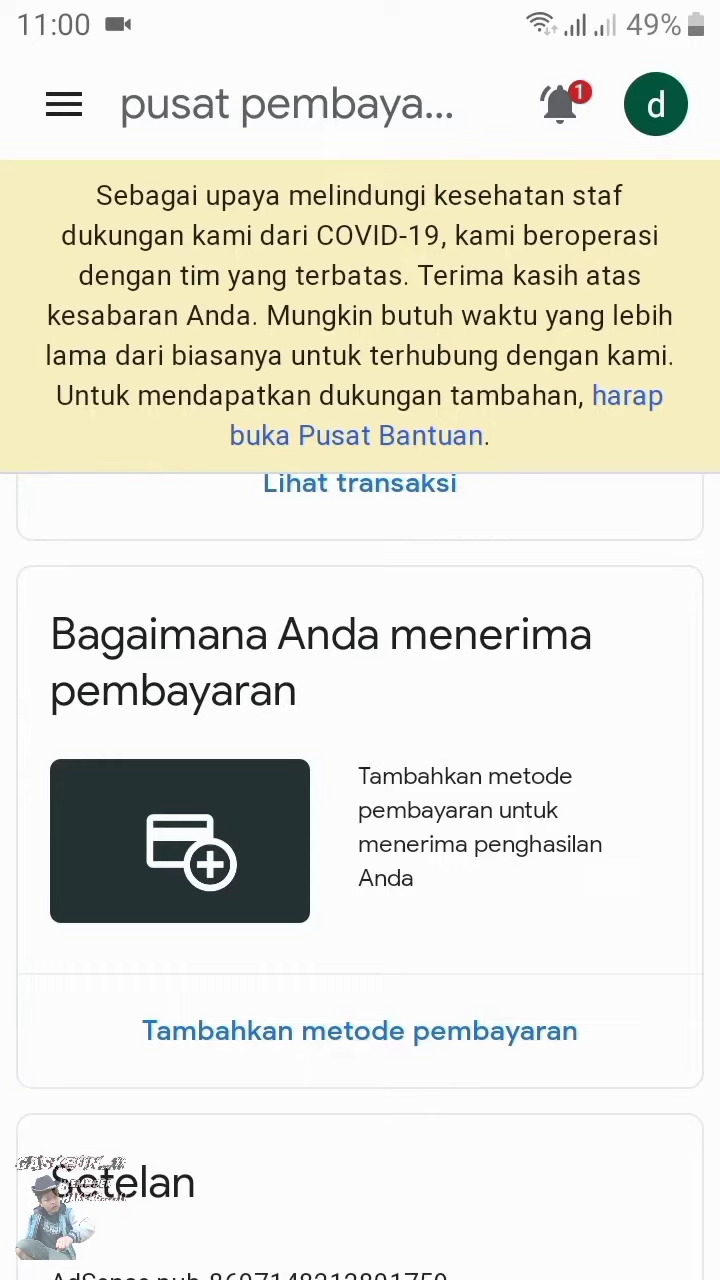 11:00
49%
pusat pembaya...
1
d
Sebagai upaya melindungi kesehatan staf
dukungan kami dari COVID-19, kami beroperasi
dengan tim yang terbatas. Terima kasih atas
kesabaran Anda. Mungkin butuh waktu yang lebih
lama dari biasanya untuk terhubung dengan kami.
Untuk mendapatkan dukungan tambahan, harap
buka Pusat Bantuan.
Lihat transaksi
Bagaimana Anda menerima
pembayaran
Tambahkan metode
pembayaran untuk
menerima penghasilan
Anda
Tambahkan metode pembayaran
Setelan